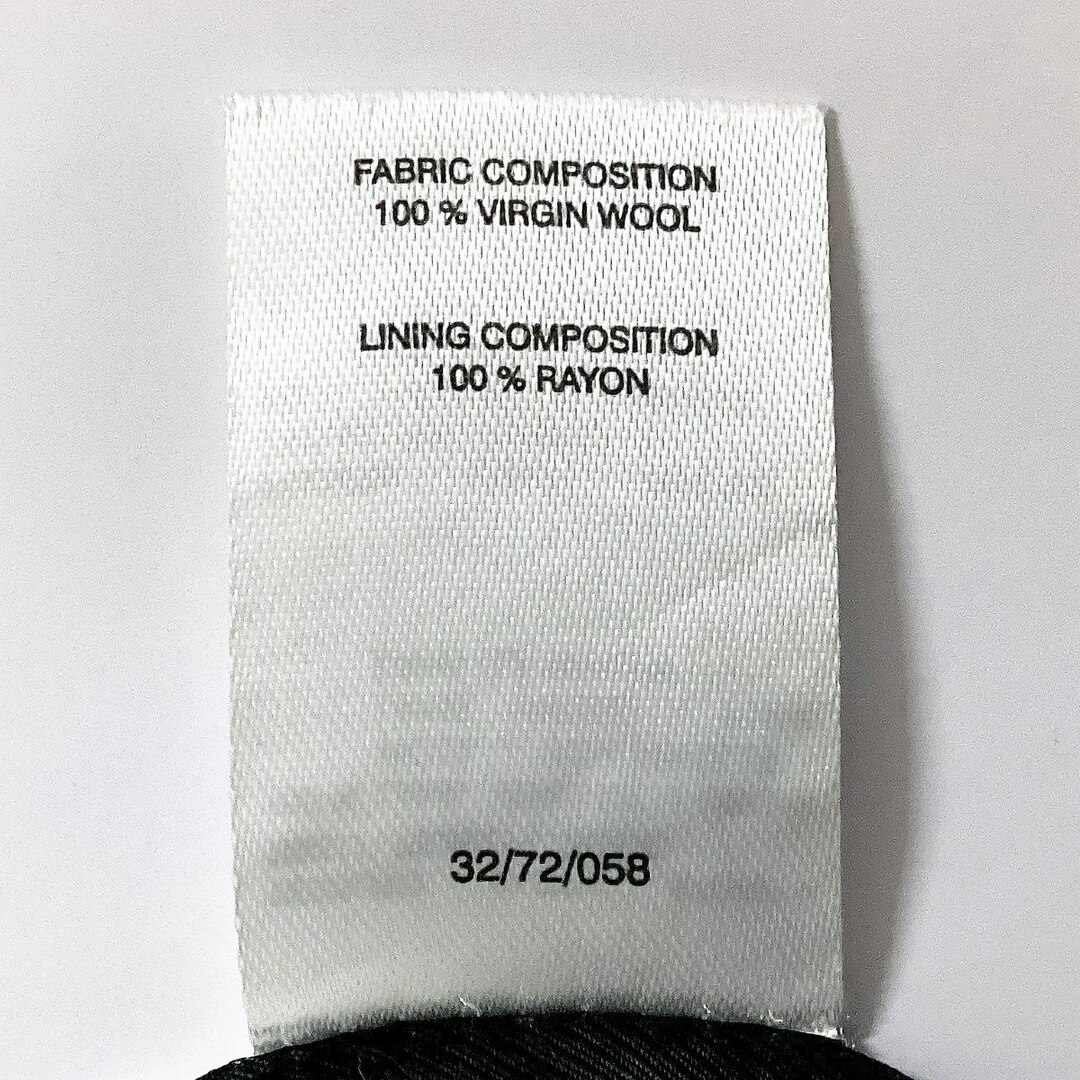 FABRIC COMPOSITION
100 % VIRGIN WOOL
LINING COMPOSITION
100 % RAYON
32/72/058